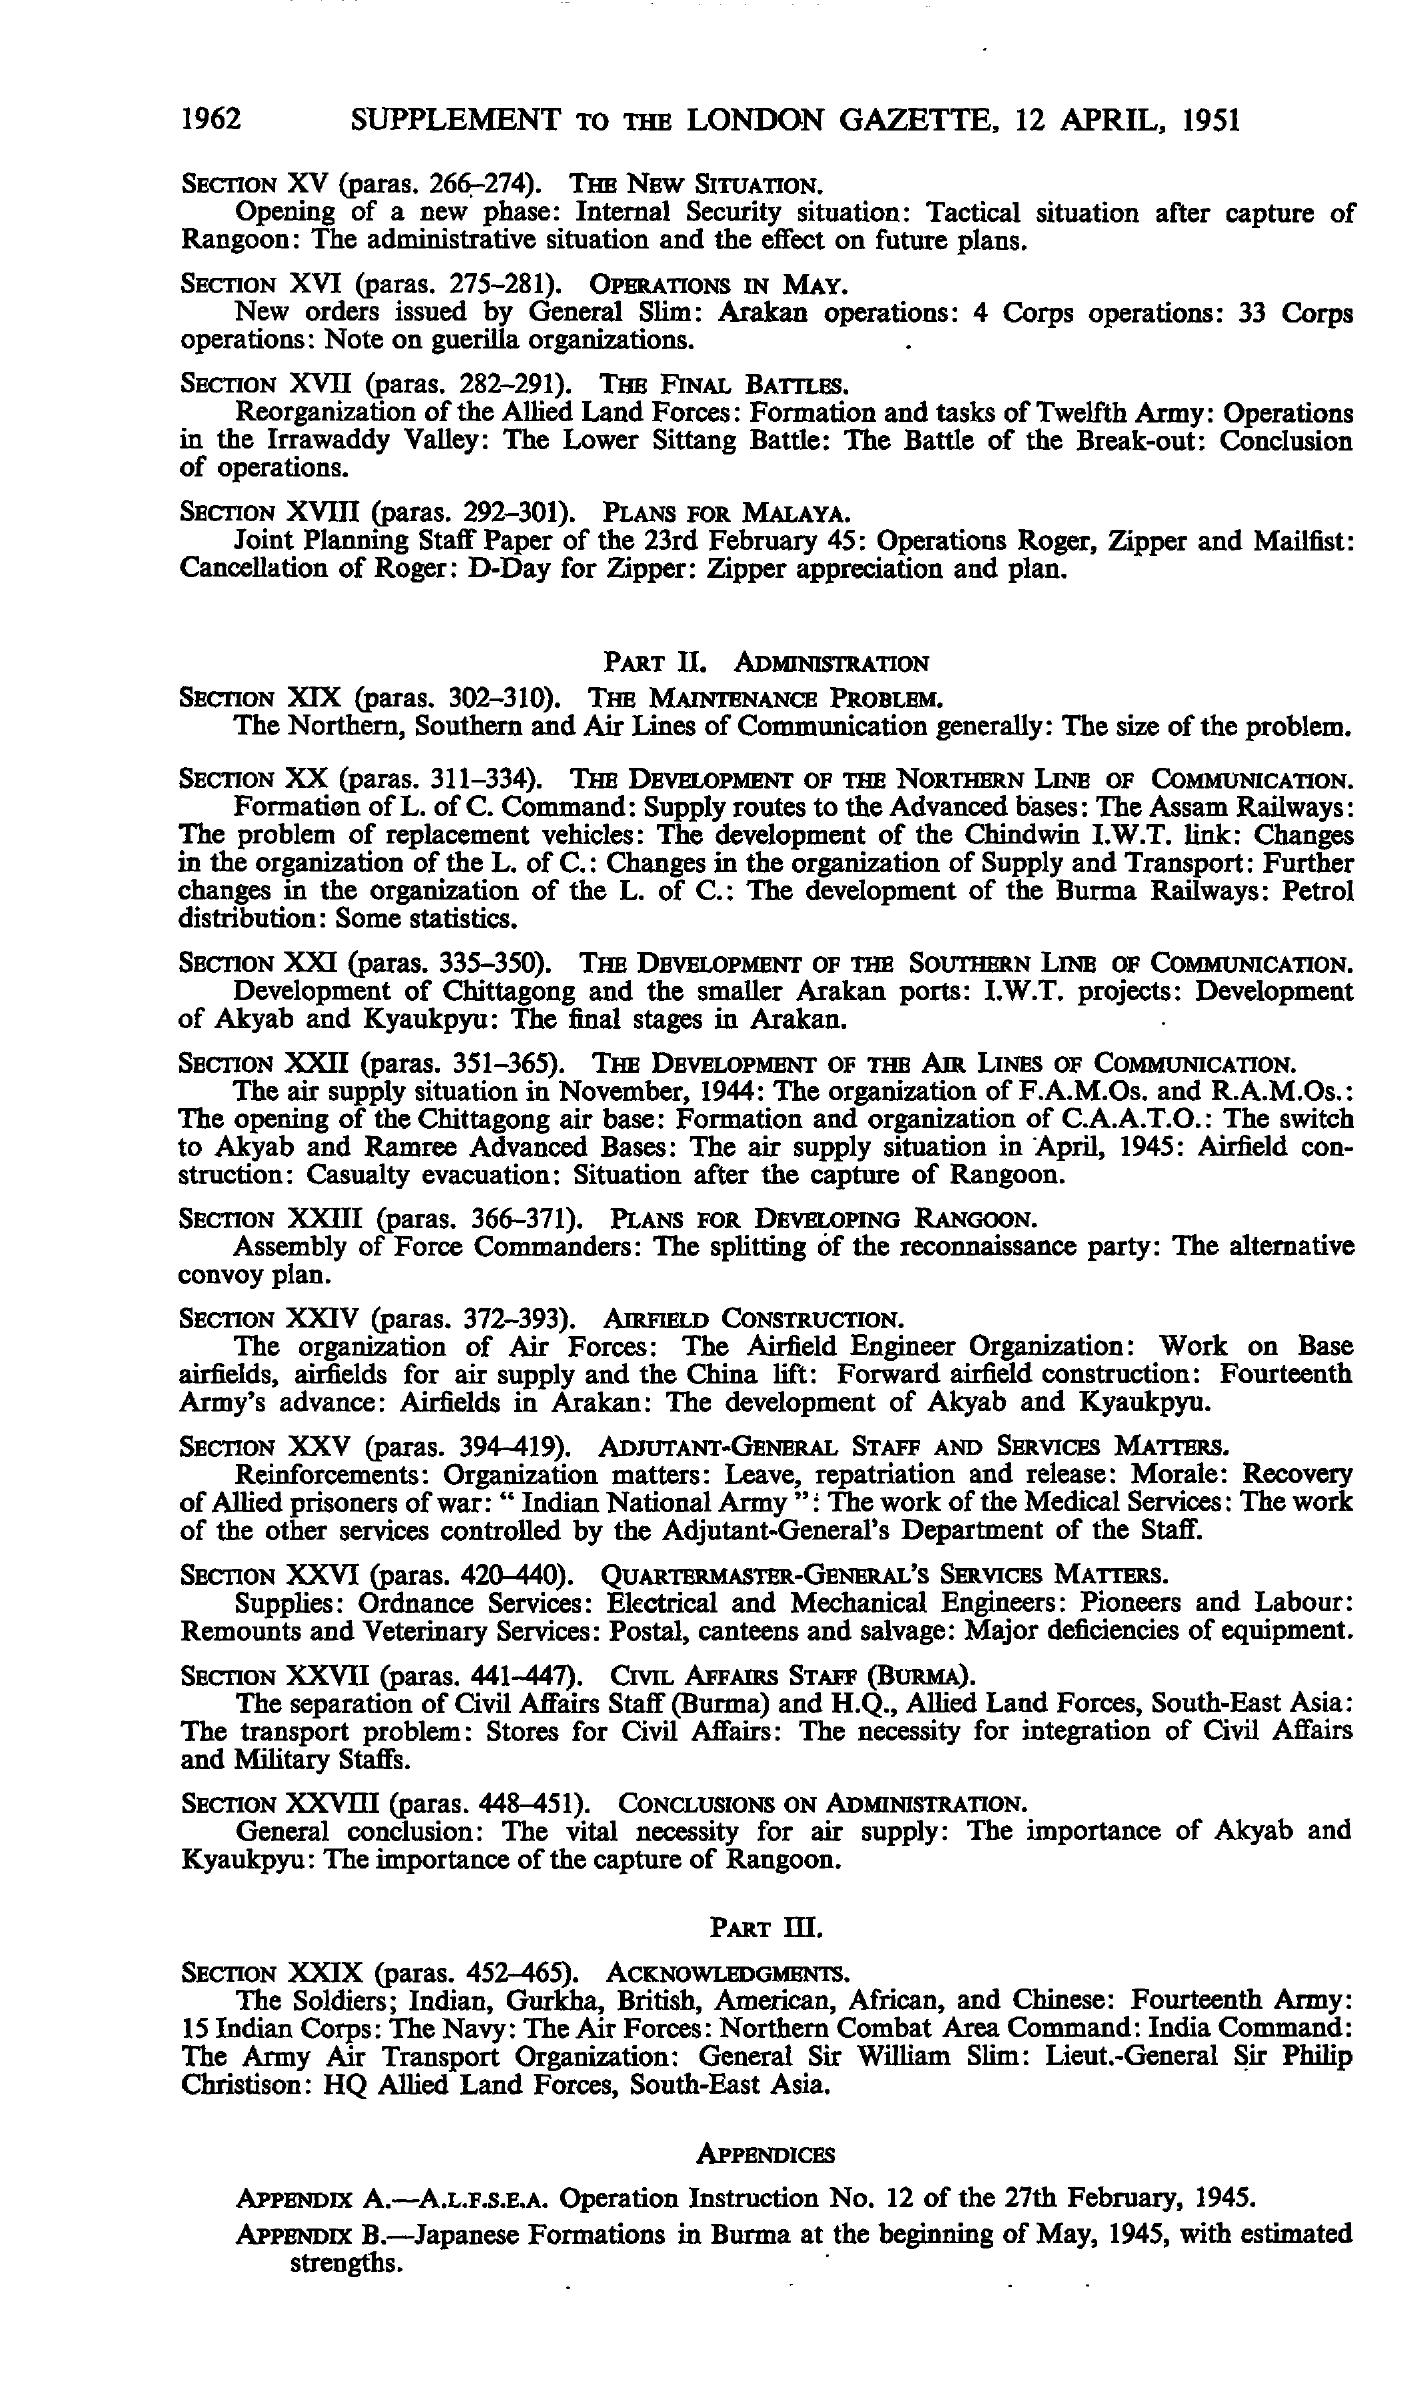 1962 SUPPLEMENT TO THE LONDON GAZETTE, 12 APRIL, 1951
SECTION XV (paras. 266–274). THE NEW SITUATION.
Opening of a new phase: Internal Security situation: Tactical situation after capture of
Rangoon: The administrative situation and the effect on future plans.
SECTION XVI (paras. 275–281). OPERATIONS IN MAY.
New orders issued by General Slim: Arakan operations: 4 Corps operations: 33 Corps
operations: Note on guerilla organizations.
SECTION XVII (paras. 282–291). THE FINAL BATTLES.
Reorganization of the Allied Land Forces: Formation and tasks of Twelfth Army: Operations
in the Irrawaddy Valley: The Lower Sittang Battle: The Battle of the Break-out: Conclusion
of operations.
SECTION XVIII (paras. 292–301). PLANS FOR MALAYA.
Joint Planning Staff Paper of the 23rd February 45: Operations Roger, Zipper and Mailfist:
Cancellation of Roger: D-Day for Zipper: Zipper appreciation and plan.
PART II. ADMINISTRATION
SECTION XIX (paras. 302–310). THE MAINTENANCE PROBLEM.
The Northern, Southern and Air Lines of Communication generally: The size of the problem.
SECTION XX (paras. 311–334). THE DEVELOPMENT OF THE NORTHERN LINE OF COMMUNICATION.
Formation of L. of C. Command: Supply routes to the Advanced bases: The Assam Railways:
The problem of replacement vehicles: The development of the Chindwin I.W.T. link: Changes
in the organization of the L. of C.: Changes in the organization of Supply and Transport: Further
changes in the organization of the L. of C.: The development of the Burma Railways: Petrol
distribution: Some statistics.
SECTION XXI (paras. 335–350). THE DEVELOPMENT OF THE SOUTHERN LINE OF COMMUNICATION.
Development of Chittagong and the smaller Arakan ports: I.W.T. projects: Development
of Akyab and Kyaukpyu: The final stages in Arakan.
SECTION XXII (paras. 351–365). THE DEVELOPMENT OF THE AIR LINES OF COMMUNICATION.
The air supply situation in November, 1944: The organization of F.A.M.Os. and R.A.M.Os.:
The opening of the Chittagong air base: Formation and organization of C.A.A.T.O.: The switch
to Akyab and Ramree Advanced Bases: The air supply situation in April, 1945: Airfield con-
struction: Casualty evacuation: Situation after the capture of Rangoon.
SECTION XXIII (paras. 366–371). PLANS FOR DEVELOPING RANGOON.
Assembly of Force Commanders: The splitting of the reconnaissance party: The alternative
convoy plan.
SECTION XXIV (paras. 372–393). AIRFIELD CONSTRUCTION.
The organization of Air Forces: The Airfield Engineer Organization: Work on Base
airfields, airfields for air supply and the China lift: Forward airfield construction: Fourteenth
Army's advance: Airfields in Arakan: The development of Akyab and Kyaukpyu.
SECTION XXV (paras. 394–419). ADJUTANT-GENERAL STAFF AND SERVICES MATTERS.
Reinforcements: Organization matters: Leave, repatriation and release: Morale: Recovery
of Allied prisoners of war: “ Indian National Army ”: The work of the Medical Services: The work
of the other services controlled by the Adjutant-General's Department of the Staff.
SECTION XXVI (paras. 420–440). QUARTERMASTER-GENERAL'S SERVICES MATTERS.
Supplies: Ordnance Services: Electrical and Mechanical Engineers: Pioneers and Labour:
Remounts and Veterinary Services: Postal, canteens and salvage: Major deficiencies of equipment.
SECTION XXVII (paras. 441–447). CIVIL AFFAIRS STAFF (BURMA).
The separation of Civil Affairs Staff (Burma) and H.Q., Allied Land Forces, South-East Asia:
The transport problem: Stores for Civil Affairs: The necessity for integration of Civil Affairs
and Military Staffs.
SECTION XXVIII (paras. 448–451). CONCLUSIONS ON ADMINISTRATION.
General conclusion: The vital necessity for air supply: The importance of Akyab and
Kyaukpyu: The importance of the capture of Rangoon.
PART III.
SECTION XXIX (paras. 452–465). ACKNOWLEDGMENTS.
The Soldiers; Indian, Gurkha, British, American, African, and Chinese: Fourteenth Army:
15 Indian Corps: The Navy: The Air Forces: Northern Combat Area Command: India Command:
The Army Air Transport Organization: General Sir William Slim: Lieut.-General Sir Philip
Christison: HQ Allied Land Forces, South-East Asia.
APPENDICES
APPENDIX A.—A.L.F.S.E.A. Operation Instruction No. 12 of the 27th February, 1945.
APPENDIX B.—Japanese Formations in Burma at the beginning of May, 1945, with estimated
strengths.